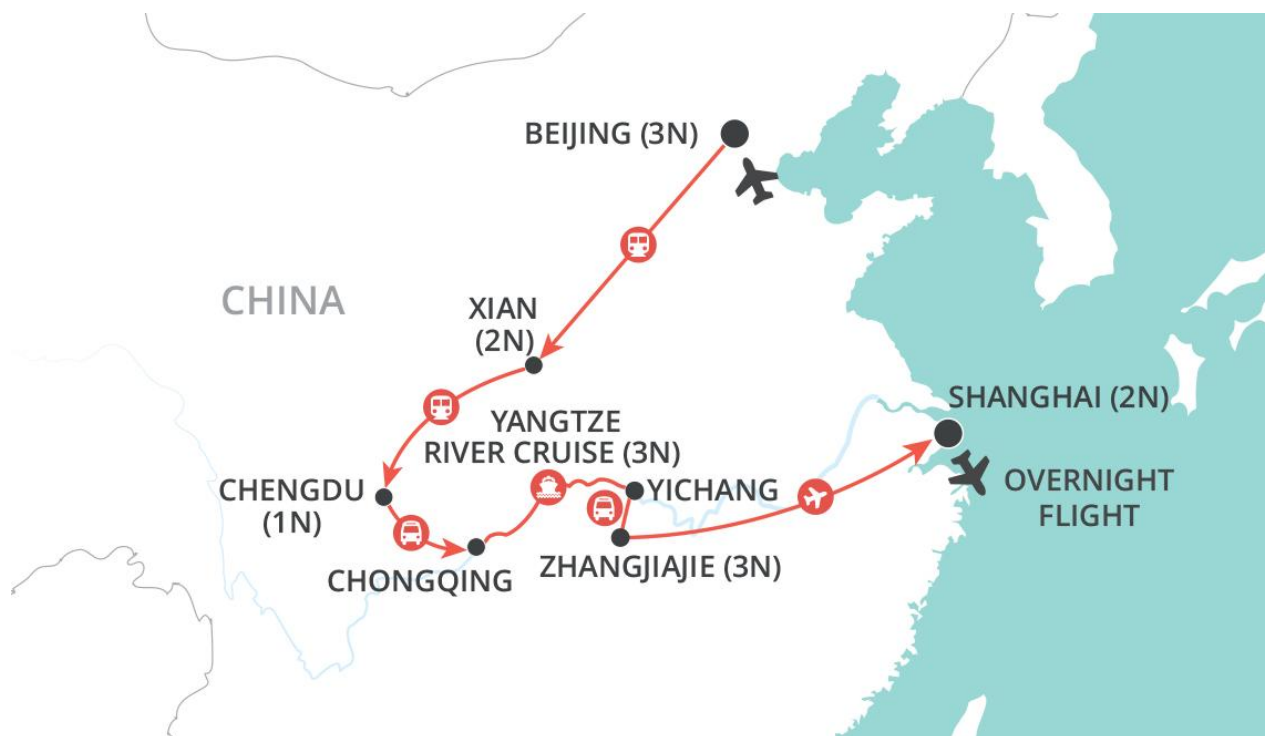 BEIJING (3N)
CHINA
XIAN
(2N)
SHANGHAI (2N)
YANGTZE
RIVER CRUISE (3N)
CHENGDU
(1N)
YICHANG
OVERNIGHT
FLIGHT
CHONGQING
ZHANGJIAJIE (3N)